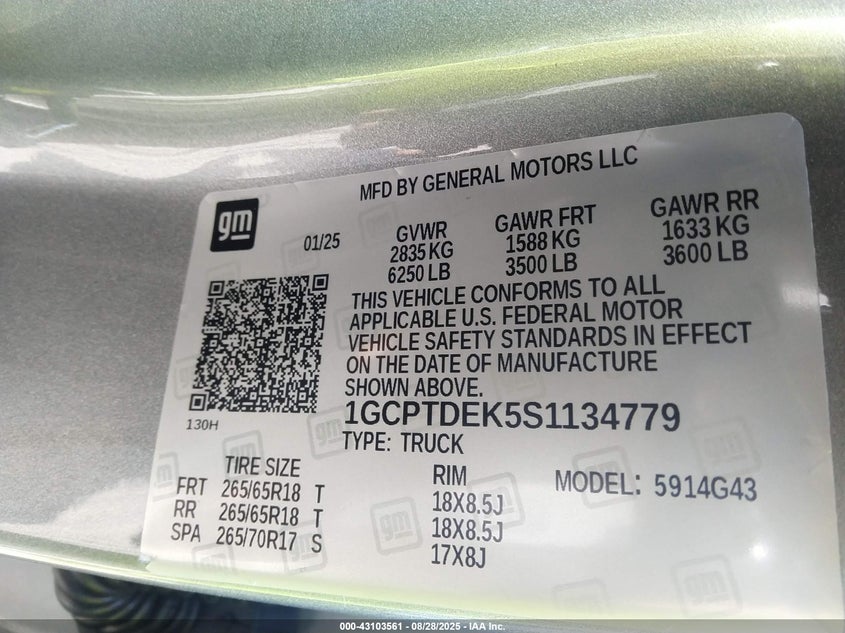 MFD BY GENERAL MOTORS LLC
gm
01/25
GVWR
2835 KG
6250 LB
GAWR FRT
1588 KG
3500 LB
GAWR RR
1633 KG
3600 LB
THIS VEHICLE CONFORMS TO ALL
APPLICABLE U.S. FEDERAL MOTOR
VEHICLE SAFETY STANDARDS IN EFFECT
ON THE DATE OF MANUFACTURE
SHOWN ABOVE.
130H
1GCPTDEK5S1134779
TYPE: TRUCK
TIRE SIZE
FRT 265/65R18 T
RR 265/65R18 T
SPA 265/70R17 S
RIM
18X8.5J
18X8.5J
17X8J
MODEL: 5914G43
000-43103561 - 08/28/2025 - IAA Inc.